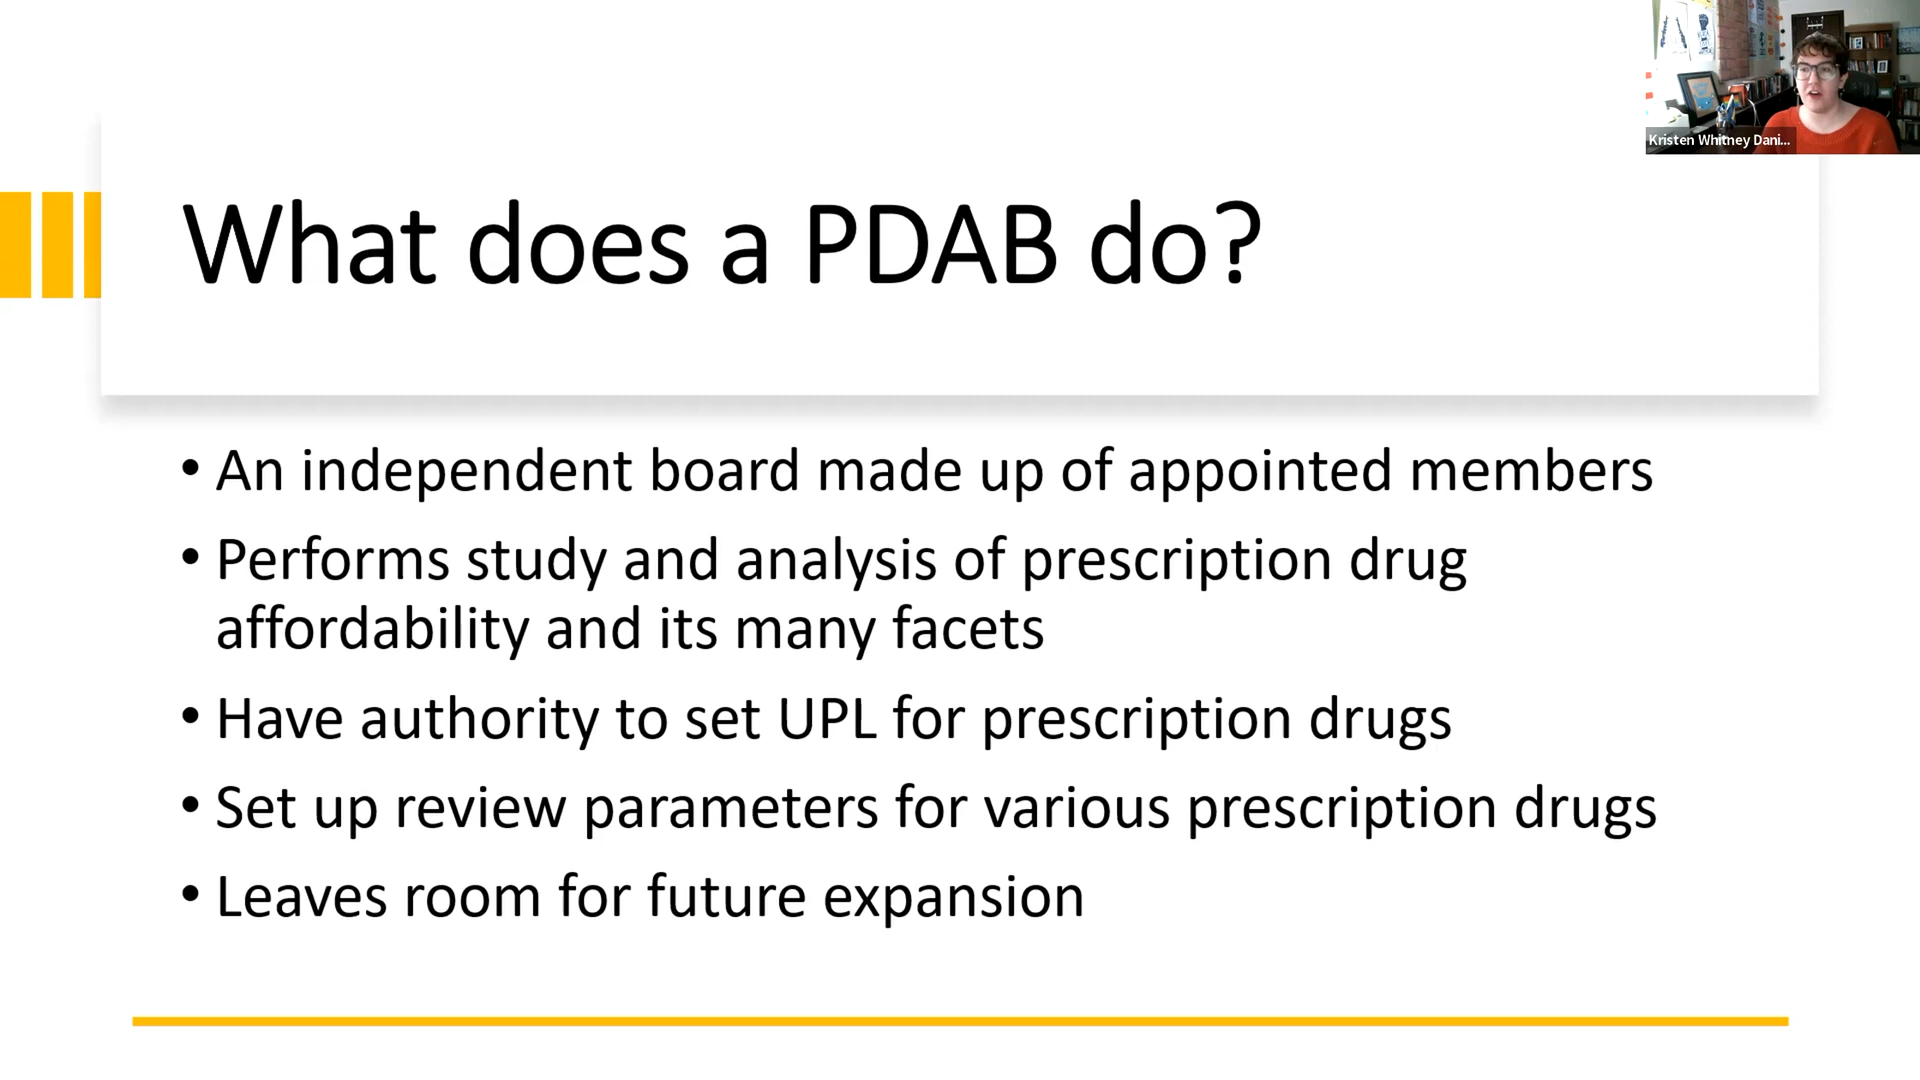 Kristen Whitney Dani...
What does a PDAB do?
• An independent board made up of appointed members
• Performs study and analysis of prescription drug
affordability and its many facets
• Have authority to set UPL for prescription drugs
• Set up review parameters for various prescription drugs
• Leaves room for future expansion